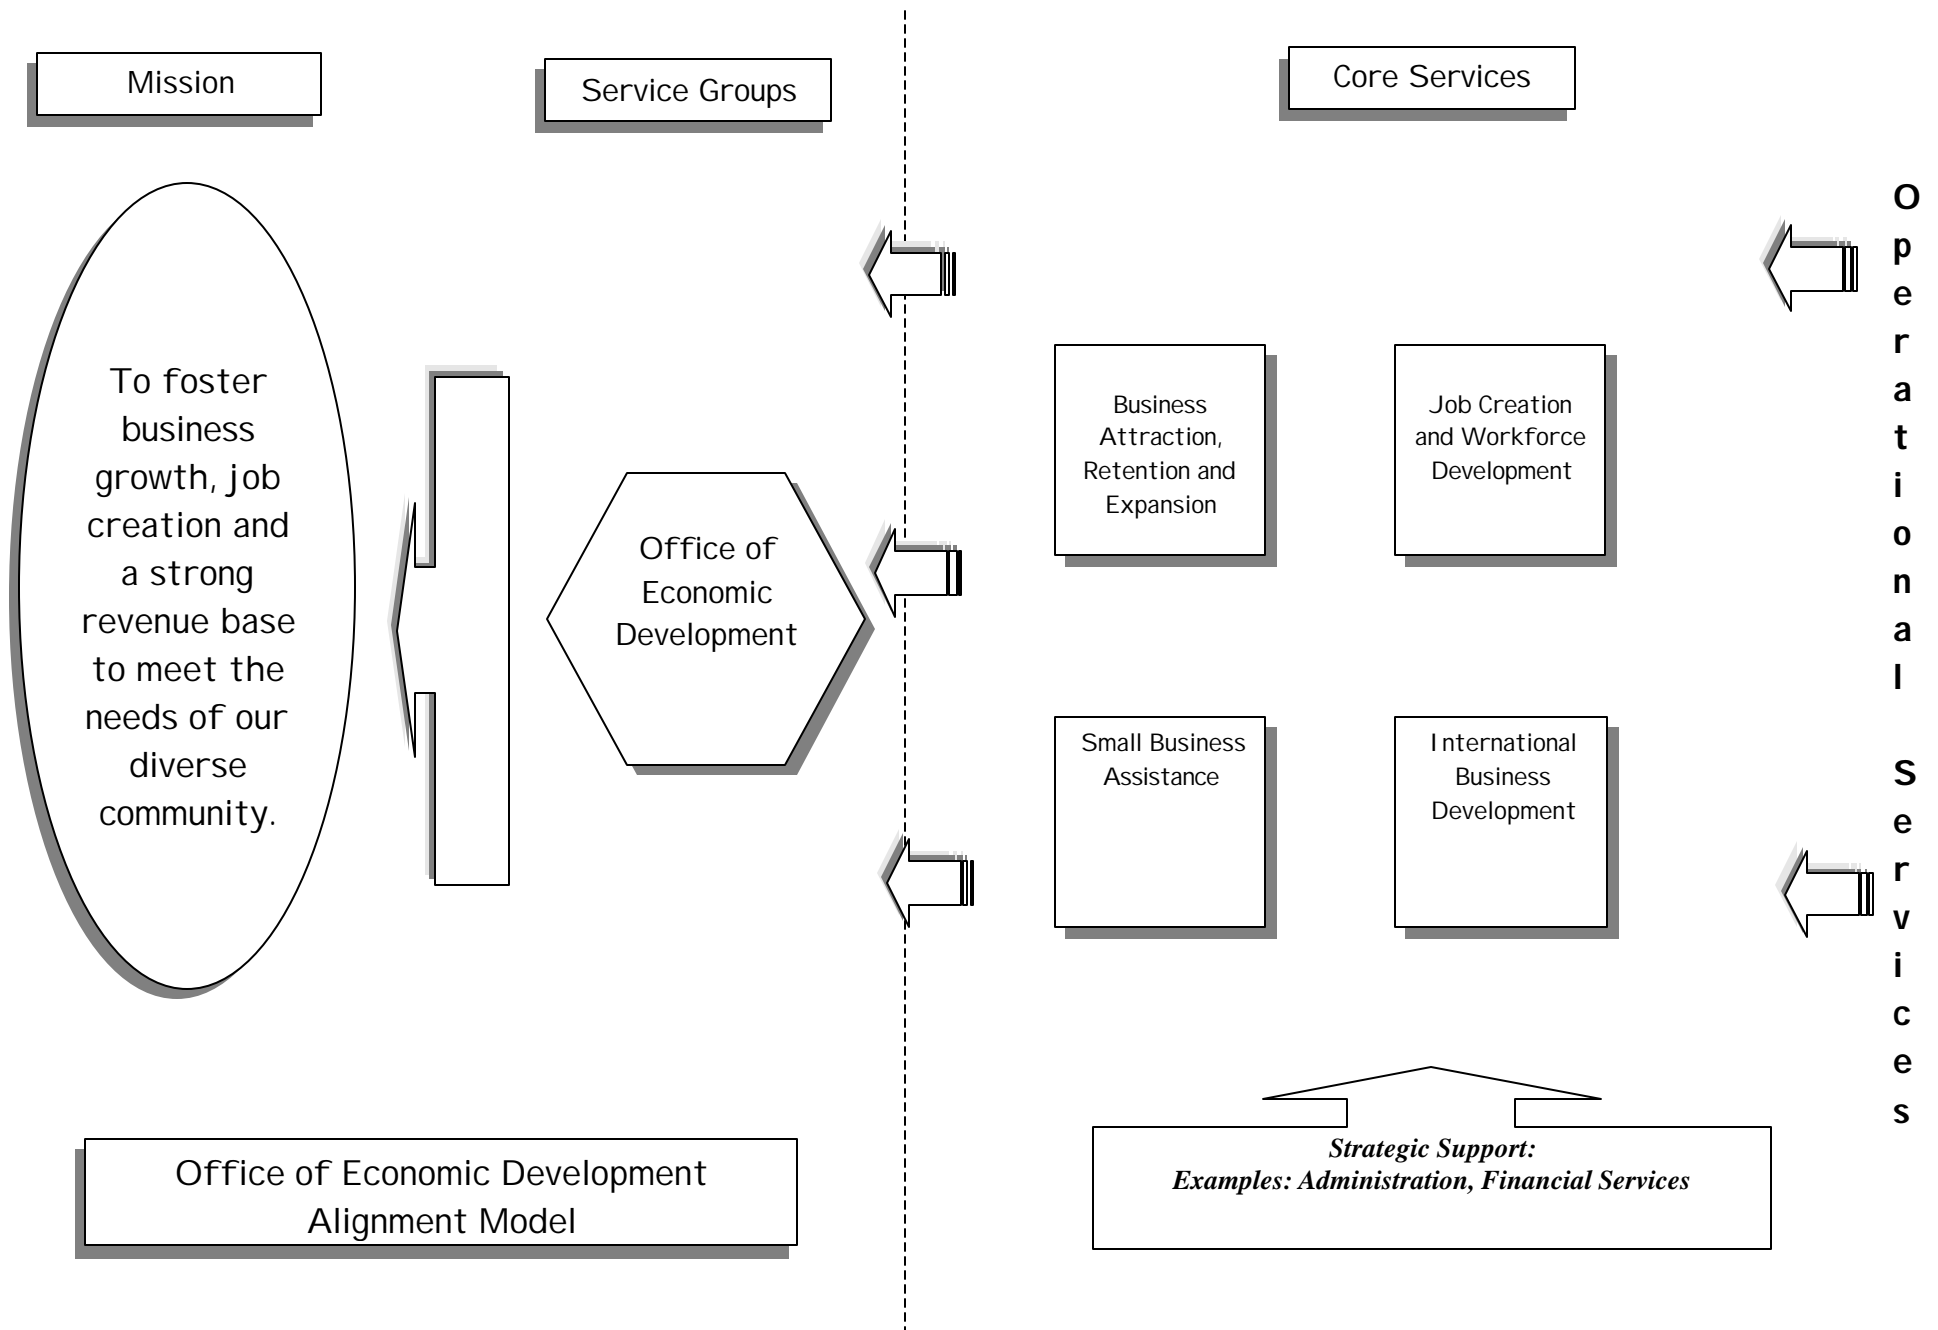 Mission
Service Groups
Core Services
To foster
business
growth, job
creation and
a strong
revenue base
to meet the
needs of our
diverse
community.
Office of
Economic
Development
Business
Attraction,
Retention and
Expansion
Job Creation
and Workforce
Development
Small Business
Assistance
International
Business
Development
Operational Services
Strategic Support:
Examples: Administration, Financial Services
Office of Economic Development
Alignment Model